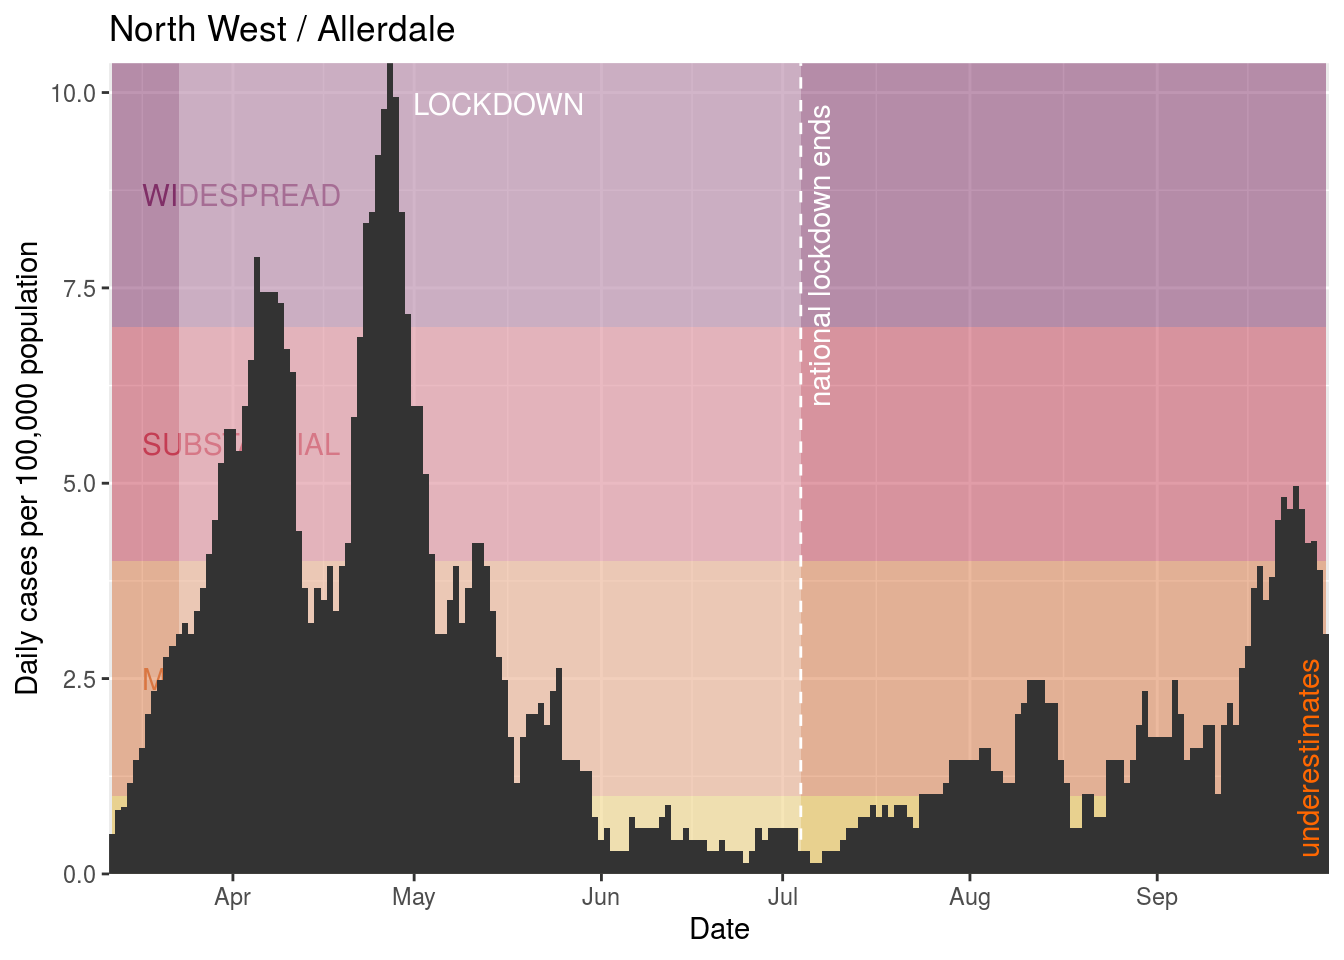 North West / Allerdale
Daily cases per 100,000 population
10.0
7.5
5.0
2.5
0.0
LOCKDOWN
WIDESPREAD
national lockdown ends
underestimates
Apr
May
Jun
Jul
Aug
Sep
Date